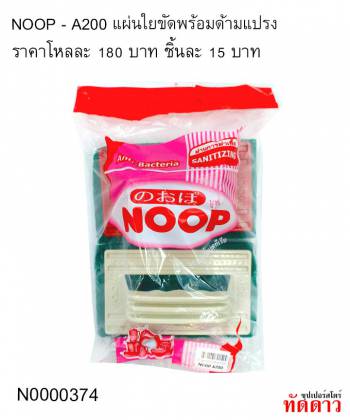 NOOP - A200 แผ่นใยขัดพร้อมด้ามแปรง
ราคาโหลละ 180 บาท ชิ้นละ 15 บาท
Anti-Bacteria
SANITIZING
のおぽ
NOOP
NOOP A200
N0000374
ซุปเปอร์สโตร์
ทัดดาว